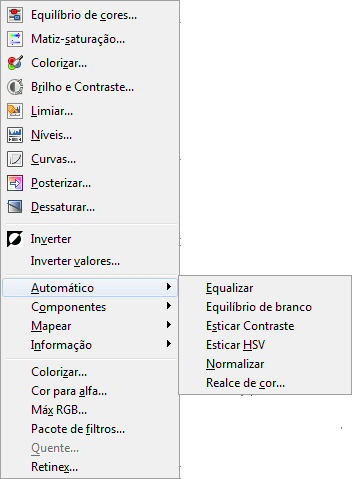 Equilíbrio de cores...
Matiz-saturação...
Colorizar...
Brilho e Contraste...
Limiar...
Níveis...
Curvas...
Posterizar...
Dessaturar...
Inverter
Inverter valores...
Automático
Componentes
Mapear
Informação
Colorizar...
Cor para alfa...
Máx RGB...
Pacote de filtros...
Quente...
Retinex...
Equalizar
Equilíbrio de branco
Esticar Contraste
Esticar HSV
Normalizar
Realce de cor...